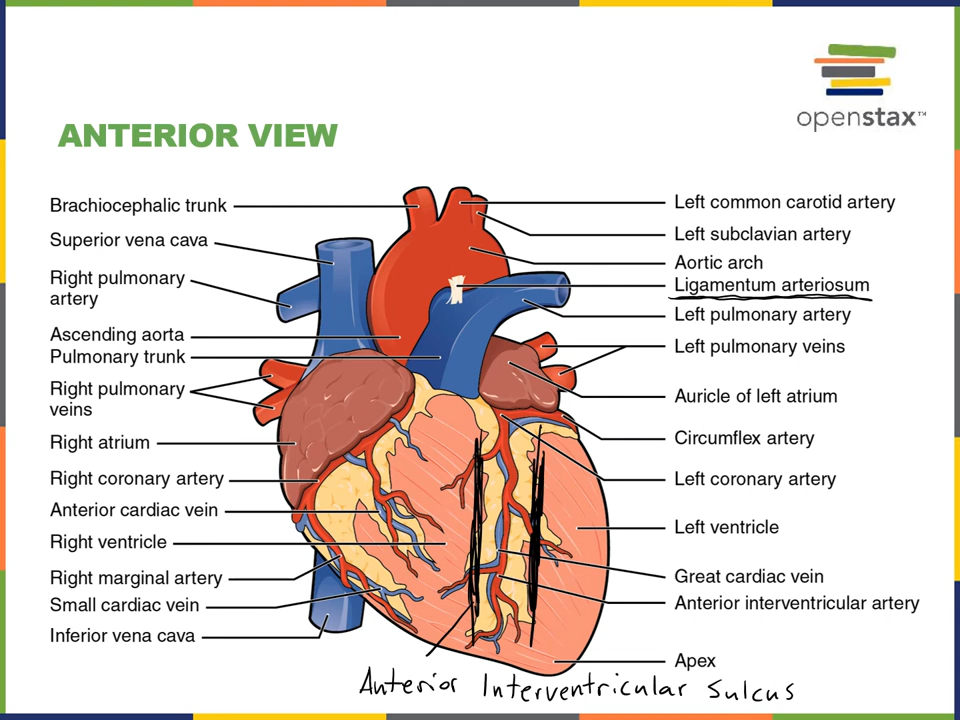 openstax™
ANTERIOR VIEW
Brachiocephalic trunk
Superior vena cava
Right pulmonary
artery
Ascending aorta
Pulmonary trunk
Right pulmonary
veins
Right atrium
Right coronary artery
Anterior cardiac vein
Right ventricle
Right marginal artery
Small cardiac vein
Inferior vena cava
Left common carotid artery
Left subclavian artery
Aortic arch
Ligamentum arteriosum
Left pulmonary artery
Left pulmonary veins
Auricle of left atrium
Circumflex artery
Left coronary artery
Left ventricle
Great cardiac vein
Anterior interventricular artery
Apex
Anterior Interventricular Sulcus